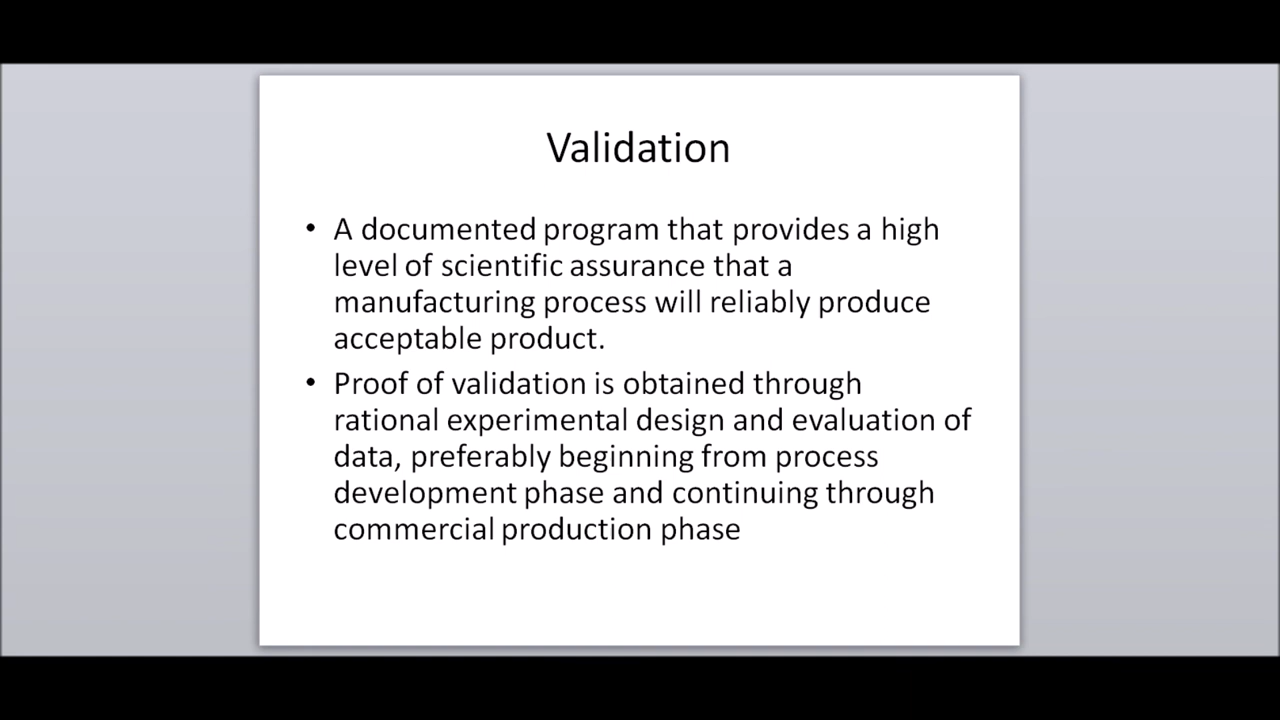 Validation
• A documented program that provides a high
level of scientific assurance that a
manufacturing process will reliably produce
acceptable product.
• Proof of validation is obtained through
rational experimental design and evaluation of
data, preferably beginning from process
development phase and continuing through
commercial production phase